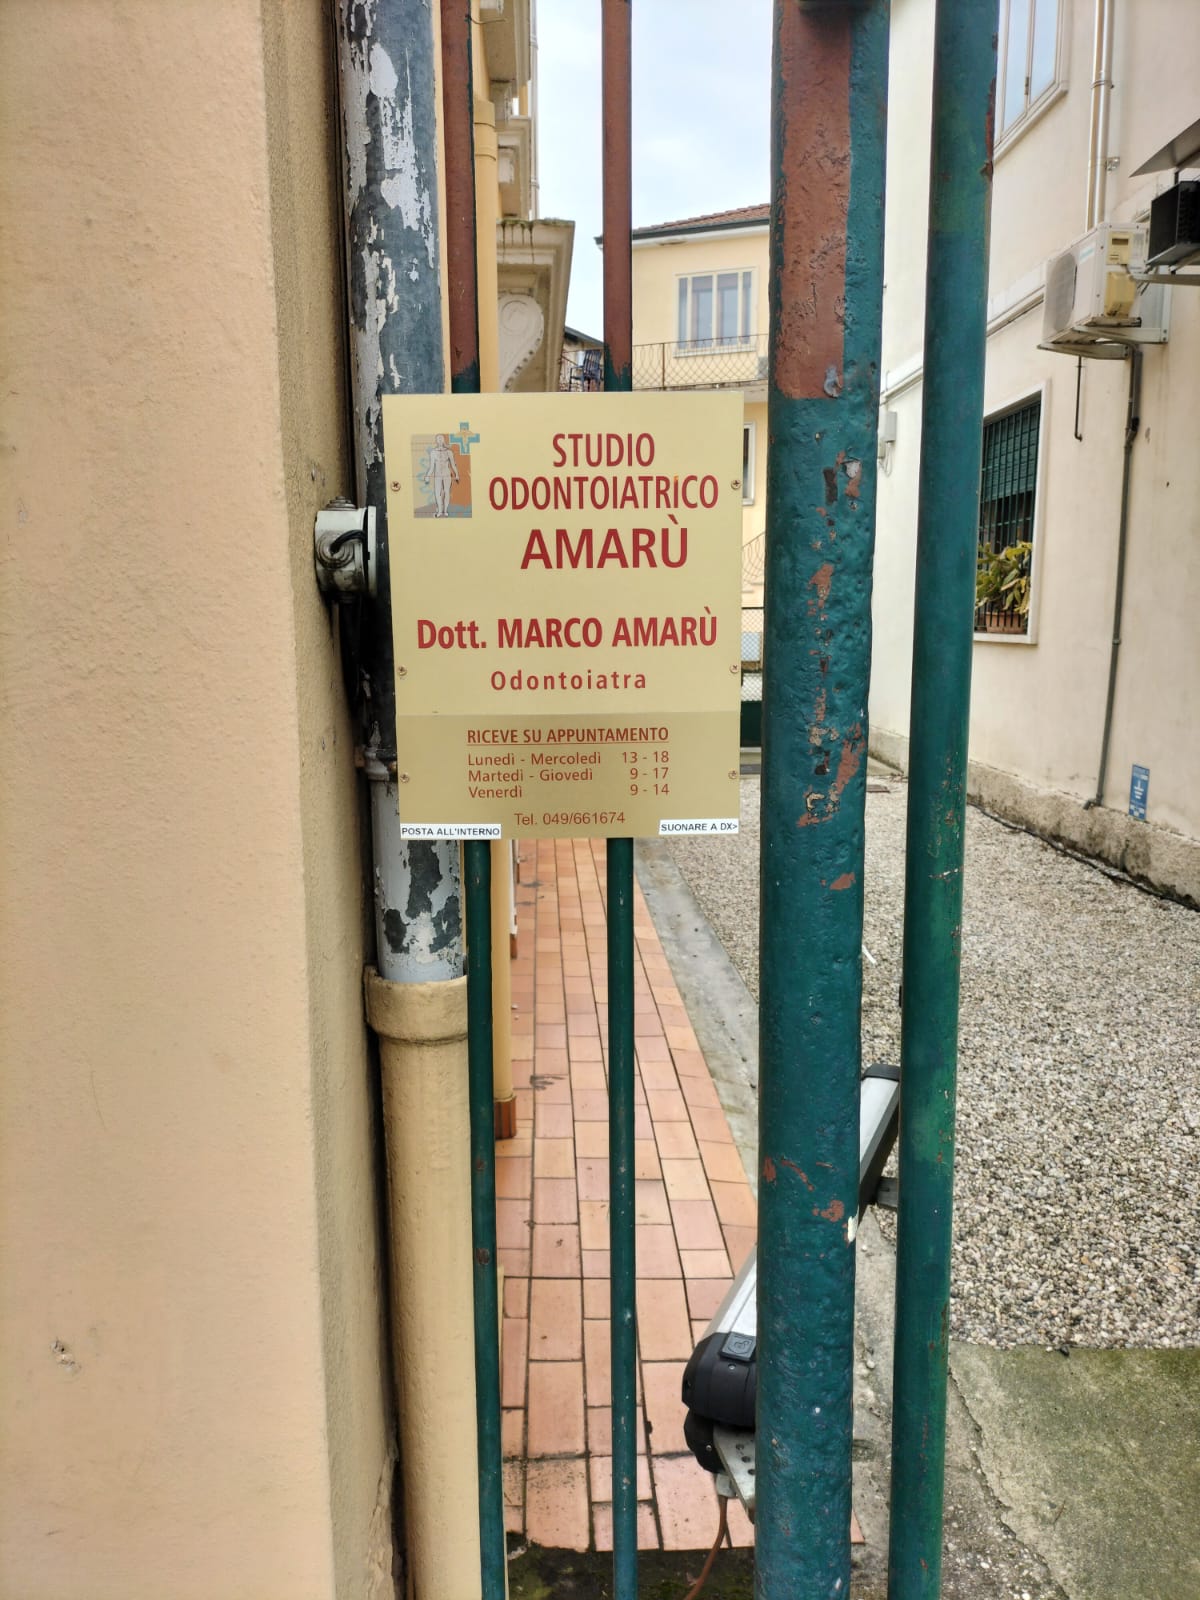 STUDIO
ODONTOIATRICO
AMARÙ
Dott. MARCO AMARÙ
Odontoiatra
RICEVE SU APPUNTAMENTO
Lunedì - Mercoledì 13 - 18
Martedì - Giovedì 9 - 17
Venerdì 9 - 14
Tel. 049/661674
POSTA ALL'INTERNO
SUONARE A DX>